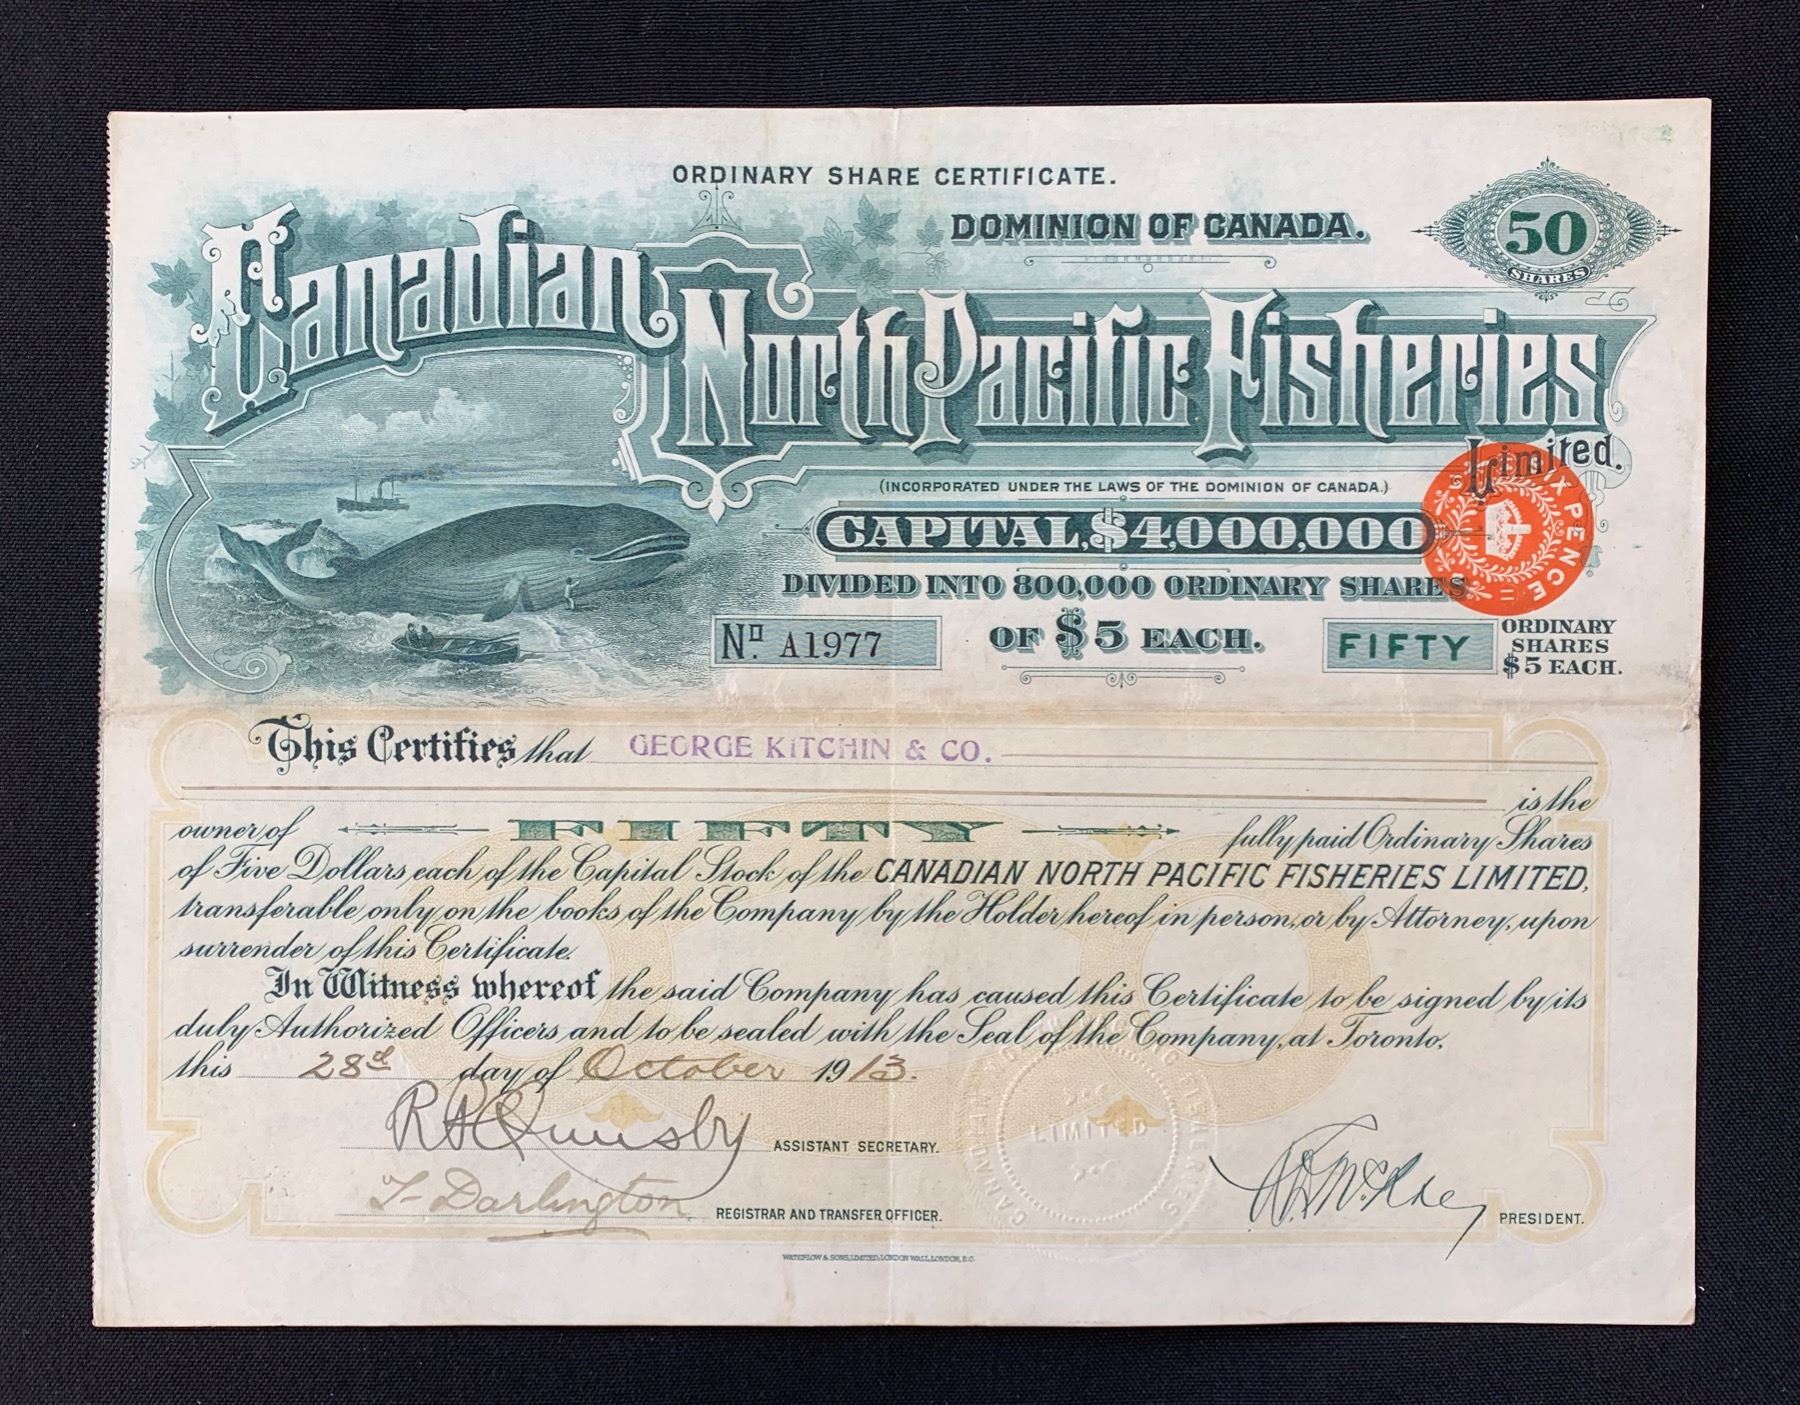 ORDINARY SHARE CERTIFICATE.
DOMINION OF CANADA.
50
SHARES
Canadian
North Pacific Fisheries
Limited.
(INCORPORATED UNDER THE LAWS OF THE DOMINION OF CANADA.)
SIX PENCE
CAPITAL, $4,000,000
DIVIDED INTO 800,000 ORDINARY SHARES
OF $5 EACH.
No. A1977
FIFTY
ORDINARY
SHARES
$5 EACH.
This Certifies that GEORGE KITCHIN & CO.
is the
owner of FIFTY fully paid Ordinary Shares
of Five Dollars each of the Capital Stock of the CANADIAN NORTH PACIFIC FISHERIES LIMITED,
transferable only on the books of the Company by the Holder hereof in person, or by Attorney, upon
surrender of this Certificate.
In Witness whereof the said Company has caused this Certificate to be signed by its
duly Authorized Officers and to be sealed with the Seal of the Company, at Toronto,
this 28th day of October 1913.
ASSISTANT SECRETARY.
LIMITED
T Darlington
REGISTRAR AND TRANSFER OFFICER.
PRESIDENT.
WATERLOW & SONS, LIMITED, LONDON WALL, LONDON, E.C.